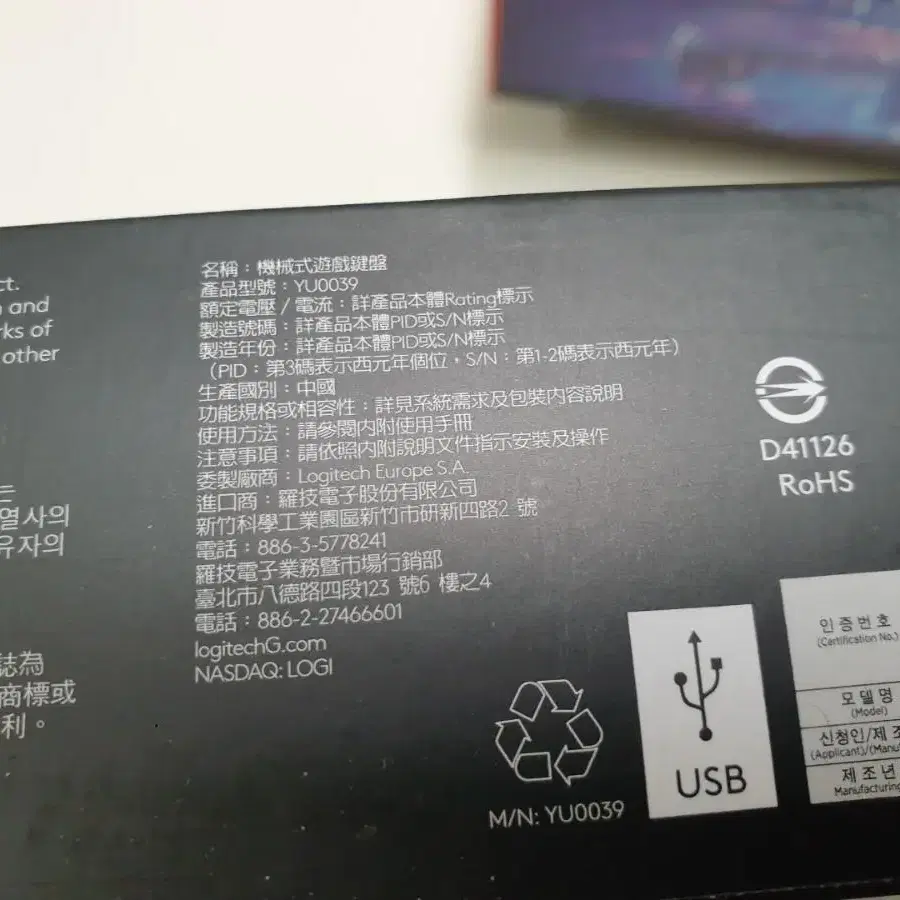 ct.
and
ks of
other
는
열사의
유자의
誌為
商標或
利。
名稱：機械式遊戲鍵盤
產品型號：YU0039
額定電壓 / 電流：詳產品本體Rating標示
製造號碼：詳產品本體PID或S/N標示
製造年份：詳產品本體PID或S/N標示
（PID：第3碼表示西元年個位，S/N：第1-2碼表示西元年）
生產國別：中國
功能規格或相容性：詳見系統需求及包裝內容說明
使用方法：請參閱內附使用手冊
注意事項：請依照內附說明文件指示安裝及操作
委製廠商：Logitech Europe S.A.
進口商：羅技電子股份有限公司
新竹科學工業園區新竹市研新四路2 號
電話：886-3-5778241
羅技電子業務暨市場行銷部
臺北市八德路四段123 號6 樓之4
電話：886-2-27466601
logitechG.com
NASDAQ: LOGI
D41126
RoHS
M/N: YU0039
USB
인증번호
(Certification No.)
모델명
(Model)
신청인/제조
(Applicant)/(Manu
제조년
Manufacturing